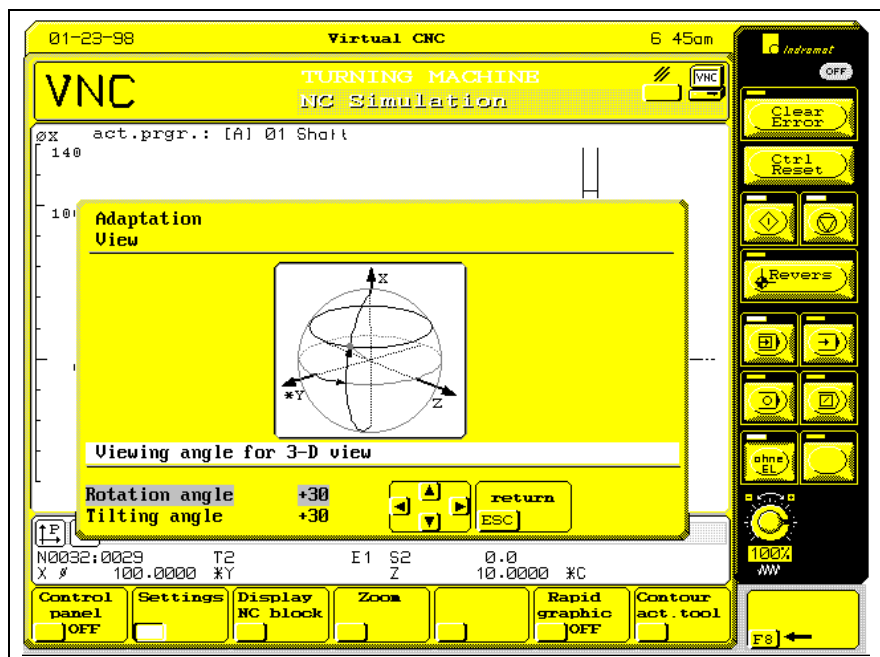 01-23-98 Virtual CNC 6 45am
Indramat
OFF
VNC
TURNING MACHINE
NC Simulation
VNC
Clear
Error
Ctrl
Reset
øX act.prgr.: [A] 01 Shaft
140
10
Adaptation
View
X
*Y
Z
Revers
Viewing angle for 3-D view
Rotation angle +30
Tilting angle +30
return
ESC
ohne
EL
P
N0032:0029 T2 E1 S2 0.0
X ø 100.0000 *Y Z 10.0000 *C
100%
Control
panel
OFF
Settings
Display
NC block
Zoom
Rapid
graphic
OFF
Contour
act.tool
F8